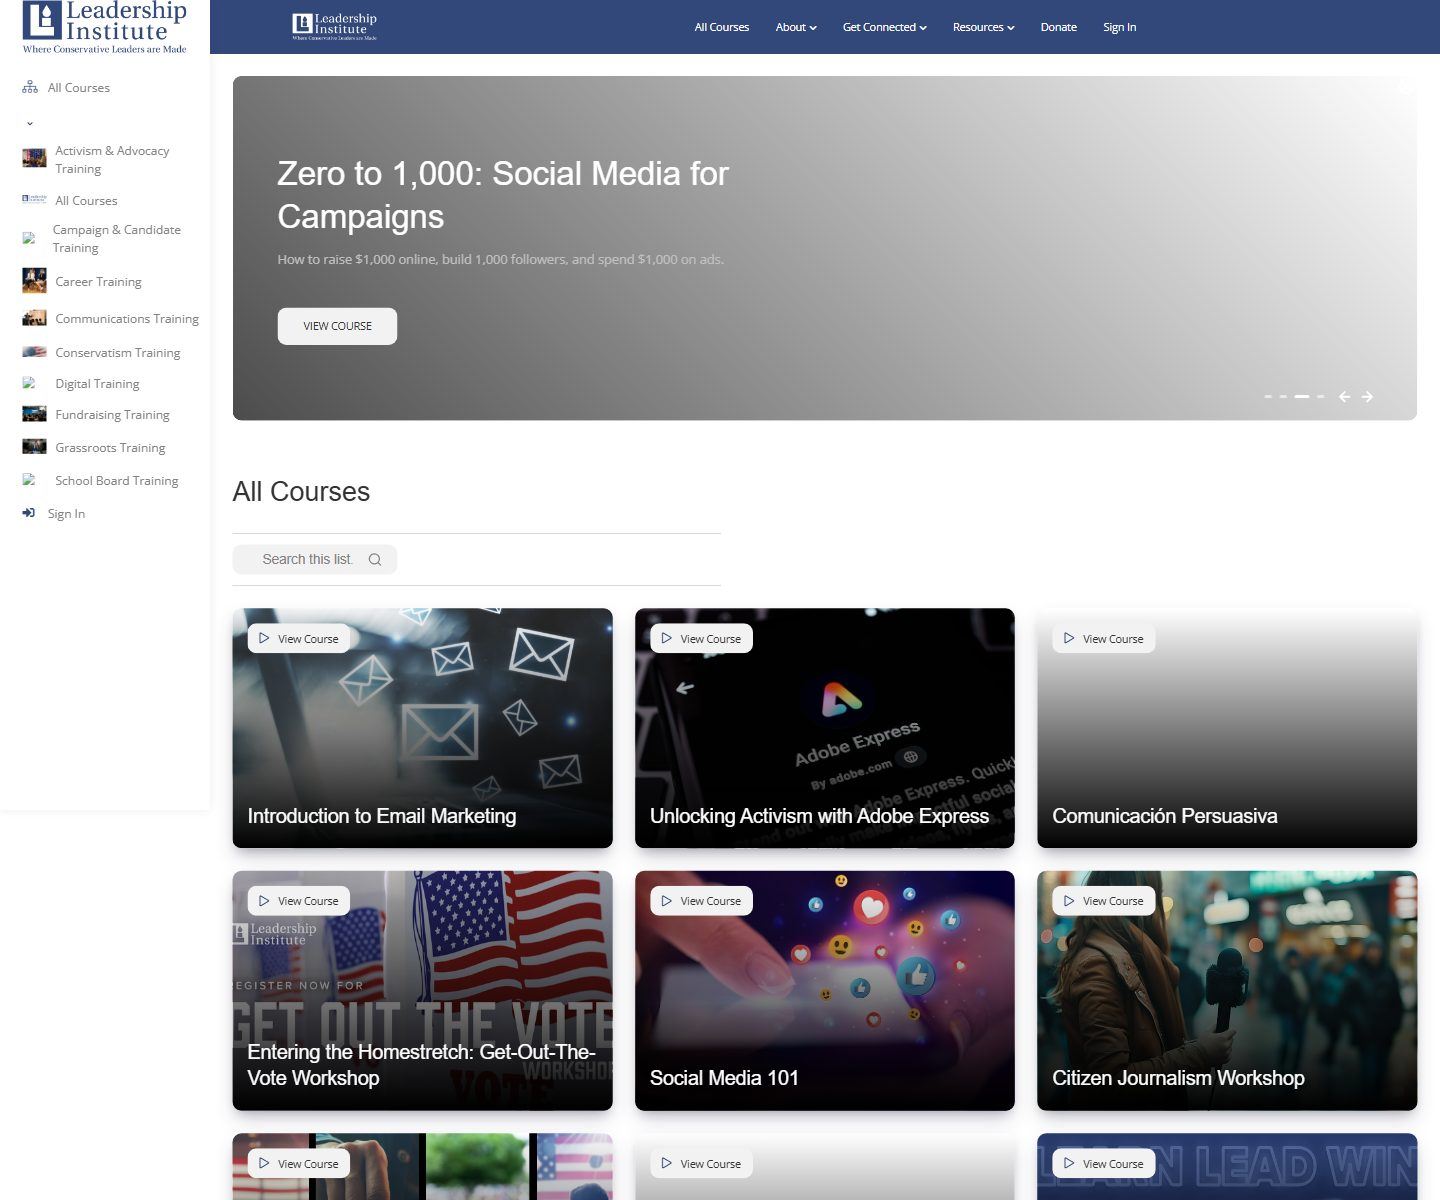 Leadership
Institute
Where Conservative Leaders are Made
All Courses
Activism & Advocacy
Training
All Courses
Campaign & Candidate
Training
Career Training
Communications Training
Conservatism Training
Digital Training
Fundraising Training
Grassroots Training
School Board Training
Sign In
Leadership
Institute
Where Conservative Leaders are Made
All Courses
About
Get Connected
Resources
Donate
Sign In
Zero to 1,000: Social Media for
Campaigns
How to raise $1,000 online, build 1,000 followers, and spend $1,000 on ads.
VIEW COURSE
All Courses
Search this list.
View Course
Introduction to Email Marketing
View Course
Adobe Express
By adobe.com
Adobe Express.
Unlocking Activism with Adobe Express
View Course
Comunicación Persuasiva
View Course
Leadership
Institute
REGISTER NOW FOR
GET OUT THE VOTE
WORKSHOP
VOTE
Entering the Homestretch: Get-Out-The-
Vote Workshop
View Course
Social Media 101
View Course
Citizen Journalism Workshop
View Course
View Course
View Course
LEARN LEAD WIN